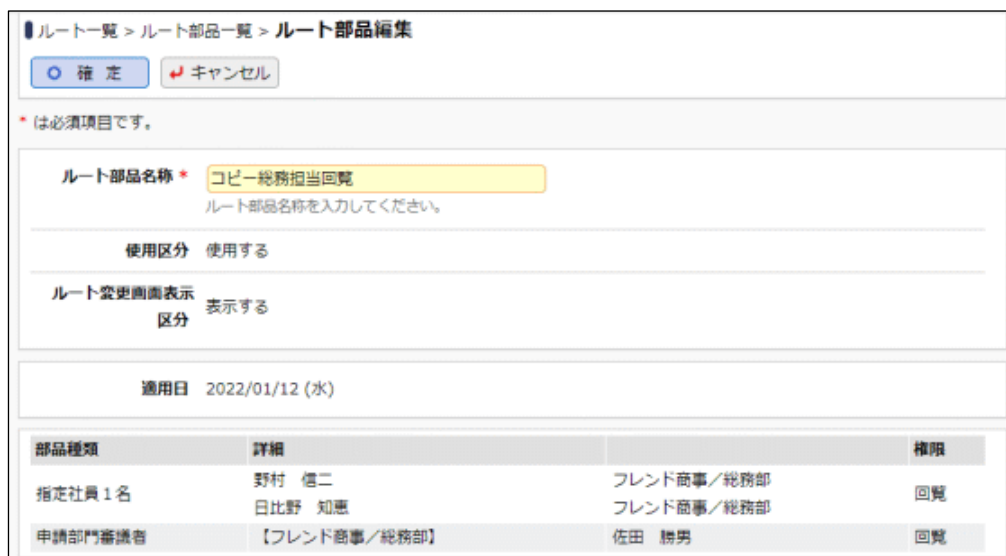 ルート一覧 > ルート部品一覧 > ルート部品編集
確 定 キャンセル
* は必須項目です。
ルート部品名称 * コピー総務担当回覧
ルート部品名称を入力してください。
使用区分 使用する
ルート変更画面表示区分 表示する
適用日 2022/01/12 (水)
部品種類 詳細 権限
指定社員1名 野村 信二 フレンド商事/総務部 回覧
日比野 知恵 フレンド商事/総務部
申請部門審議者 【フレンド商事/総務部】 佐田 勝男 回覧